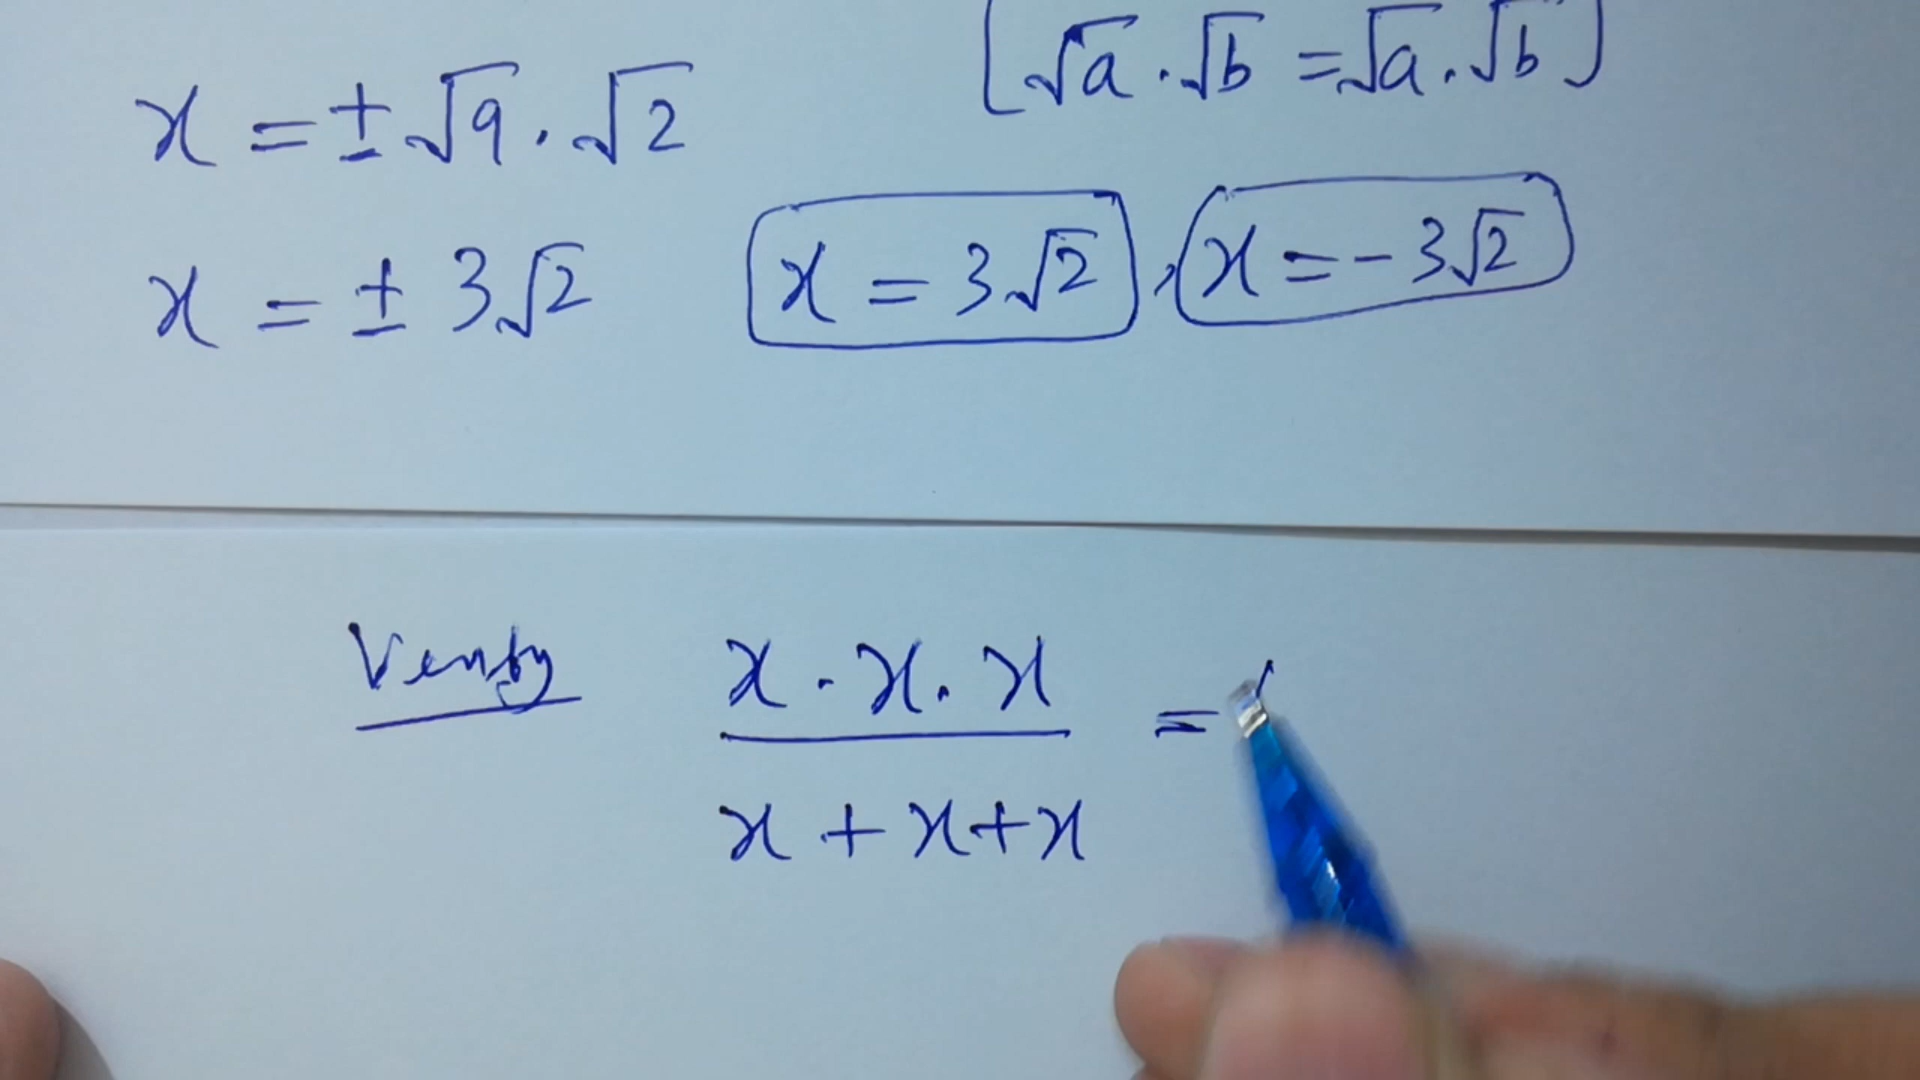 [√a . √b = √a . √b]
x = ± √9 . √2
x = ± 3√2 x = 3√2 , x = - 3√2
Verify x . x . x / x + x + x =